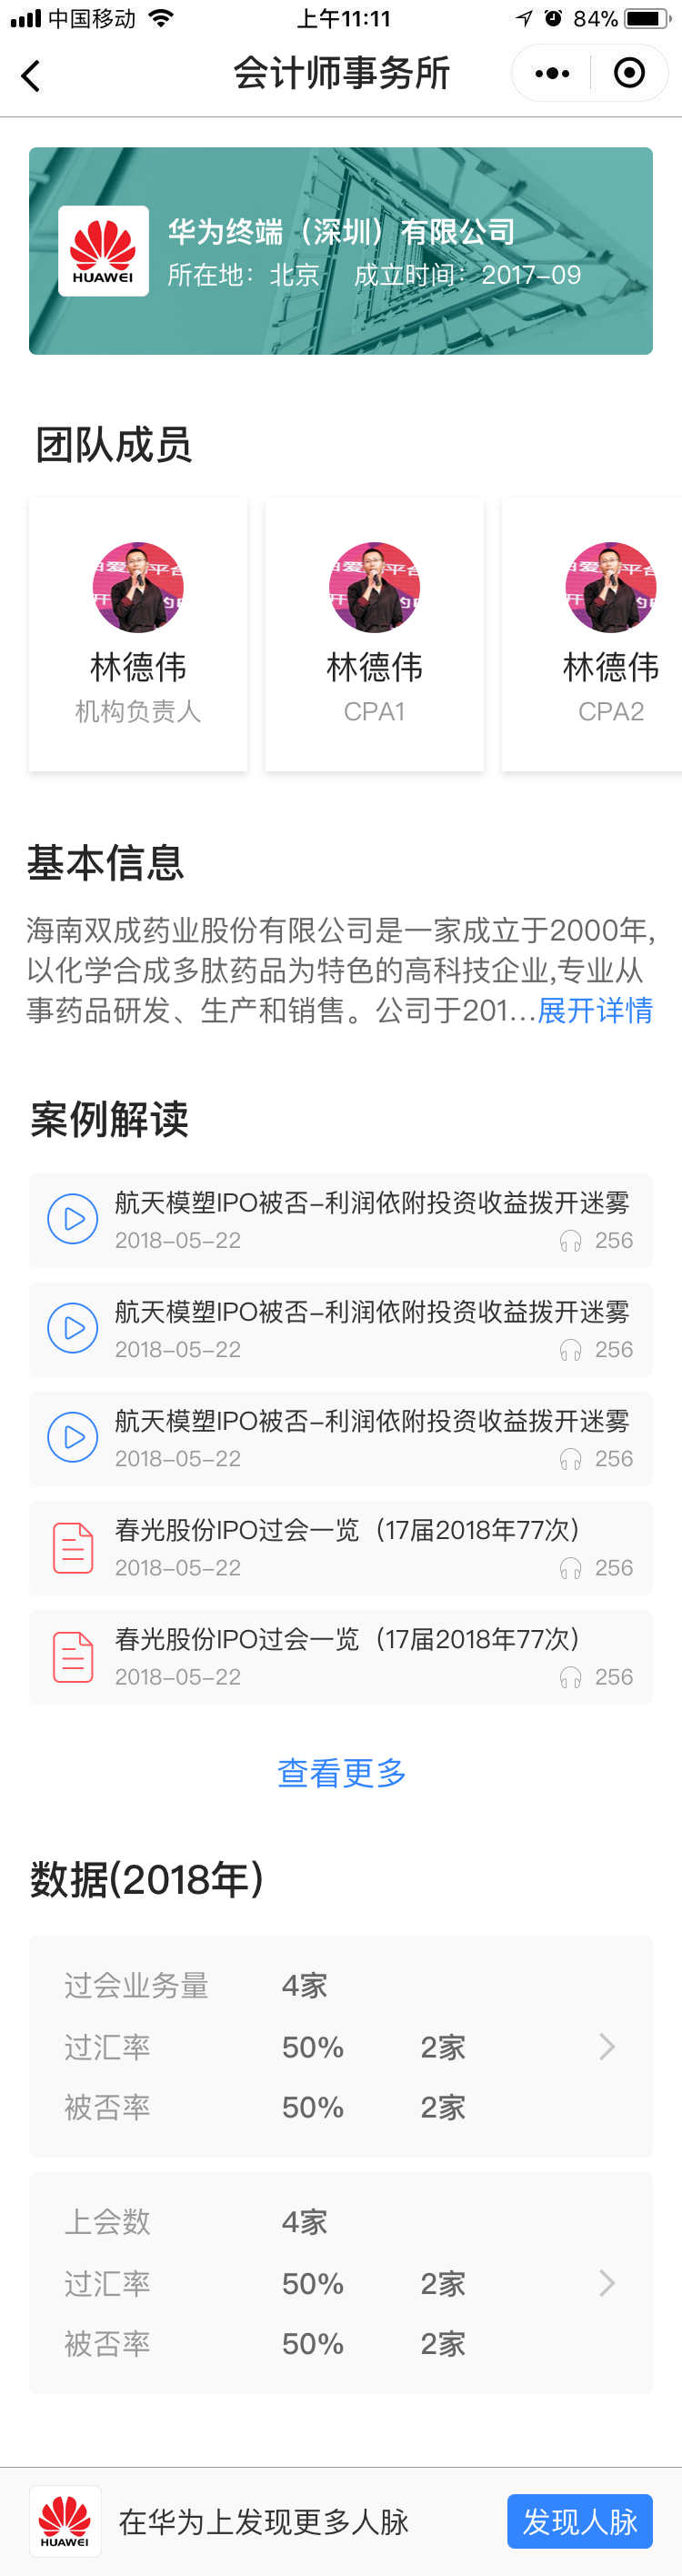 中国移动 上午11:11 84%
会计师事务所
华为终端（深圳）有限公司
HUAWEI
所在地：北京 成立时间：2017-09
团队成员
林德伟 林德伟 林德伟
机构负责人 CPA1 CPA2
基本信息
海南双成药业股份有限公司是一家成立于2000年,
以化学合成多肽药品为特色的高科技企业,专业从
事药品研发、生产和销售。公司于201...展开详情
案例解读
航天模塑IPO被否-利润依附投资收益拨开迷雾
2018-05-22 256
航天模塑IPO被否-利润依附投资收益拨开迷雾
2018-05-22 256
航天模塑IPO被否-利润依附投资收益拨开迷雾
2018-05-22 256
春光股份IPO过会一览（17届2018年77次）
2018-05-22 256
春光股份IPO过会一览（17届2018年77次）
2018-05-22 256
查看更多
数据(2018年)
过会业务量 4家
过汇率 50% 2家
被否率 50% 2家
上会数 4家
过汇率 50% 2家
被否率 50% 2家
HUAWEI 在华为上发现更多人脉 发现人脉